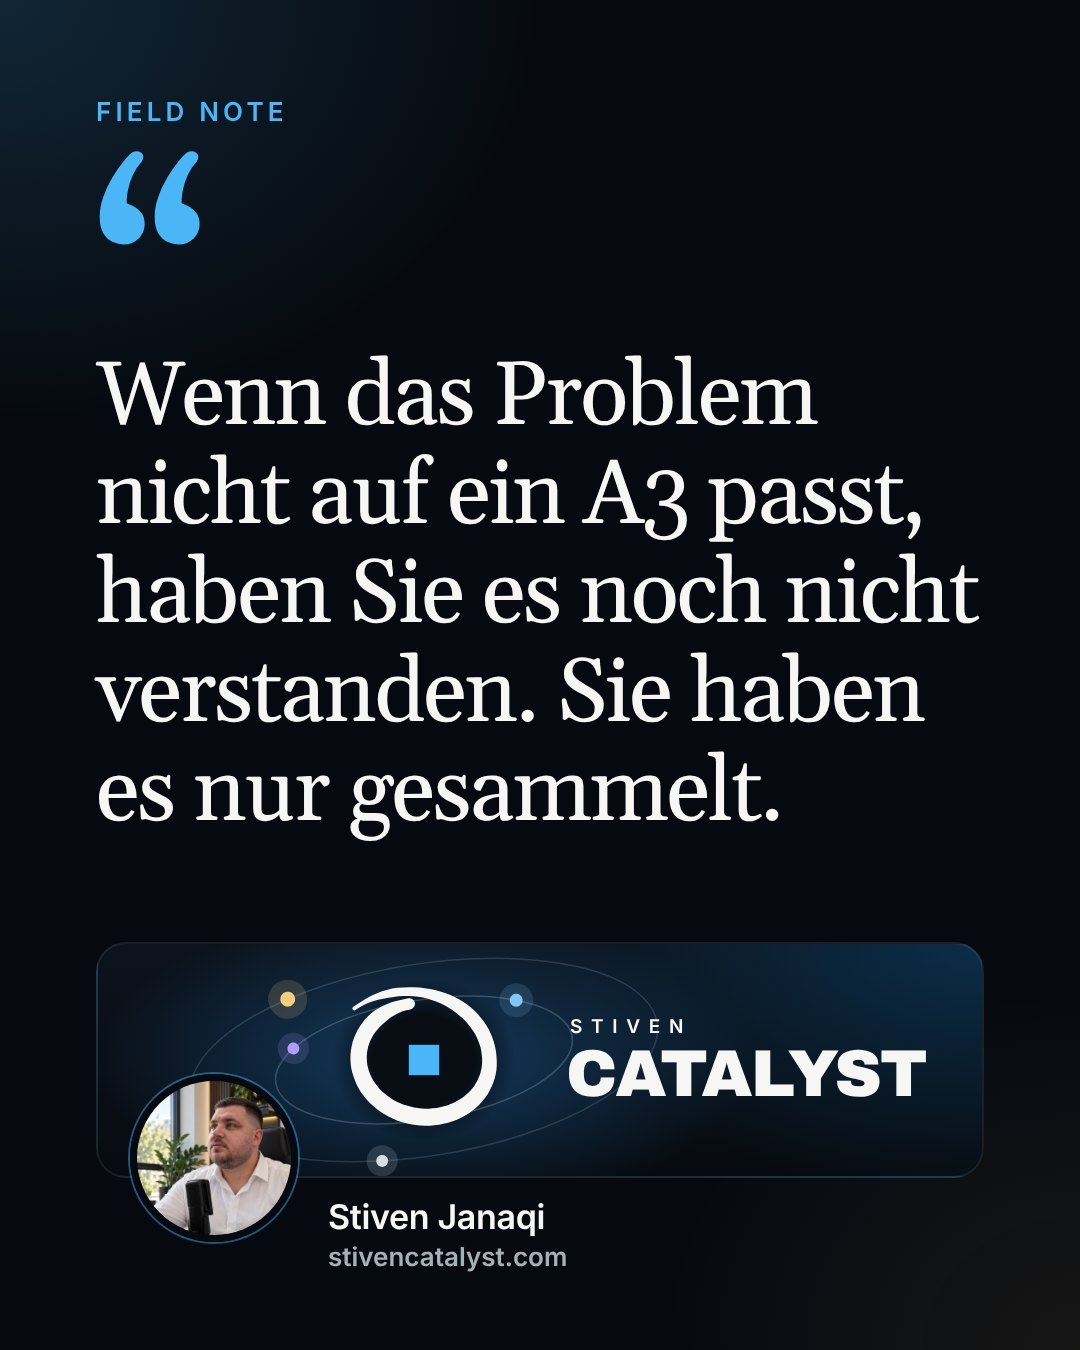 FIELD NOTE
“
Wenn das Problem
nicht auf ein A3 passt,
haben Sie es noch nicht
verstanden. Sie haben
es nur gesammelt.
STIVEN
CATALYST
Stiven Janaqi
stivencatalyst.com